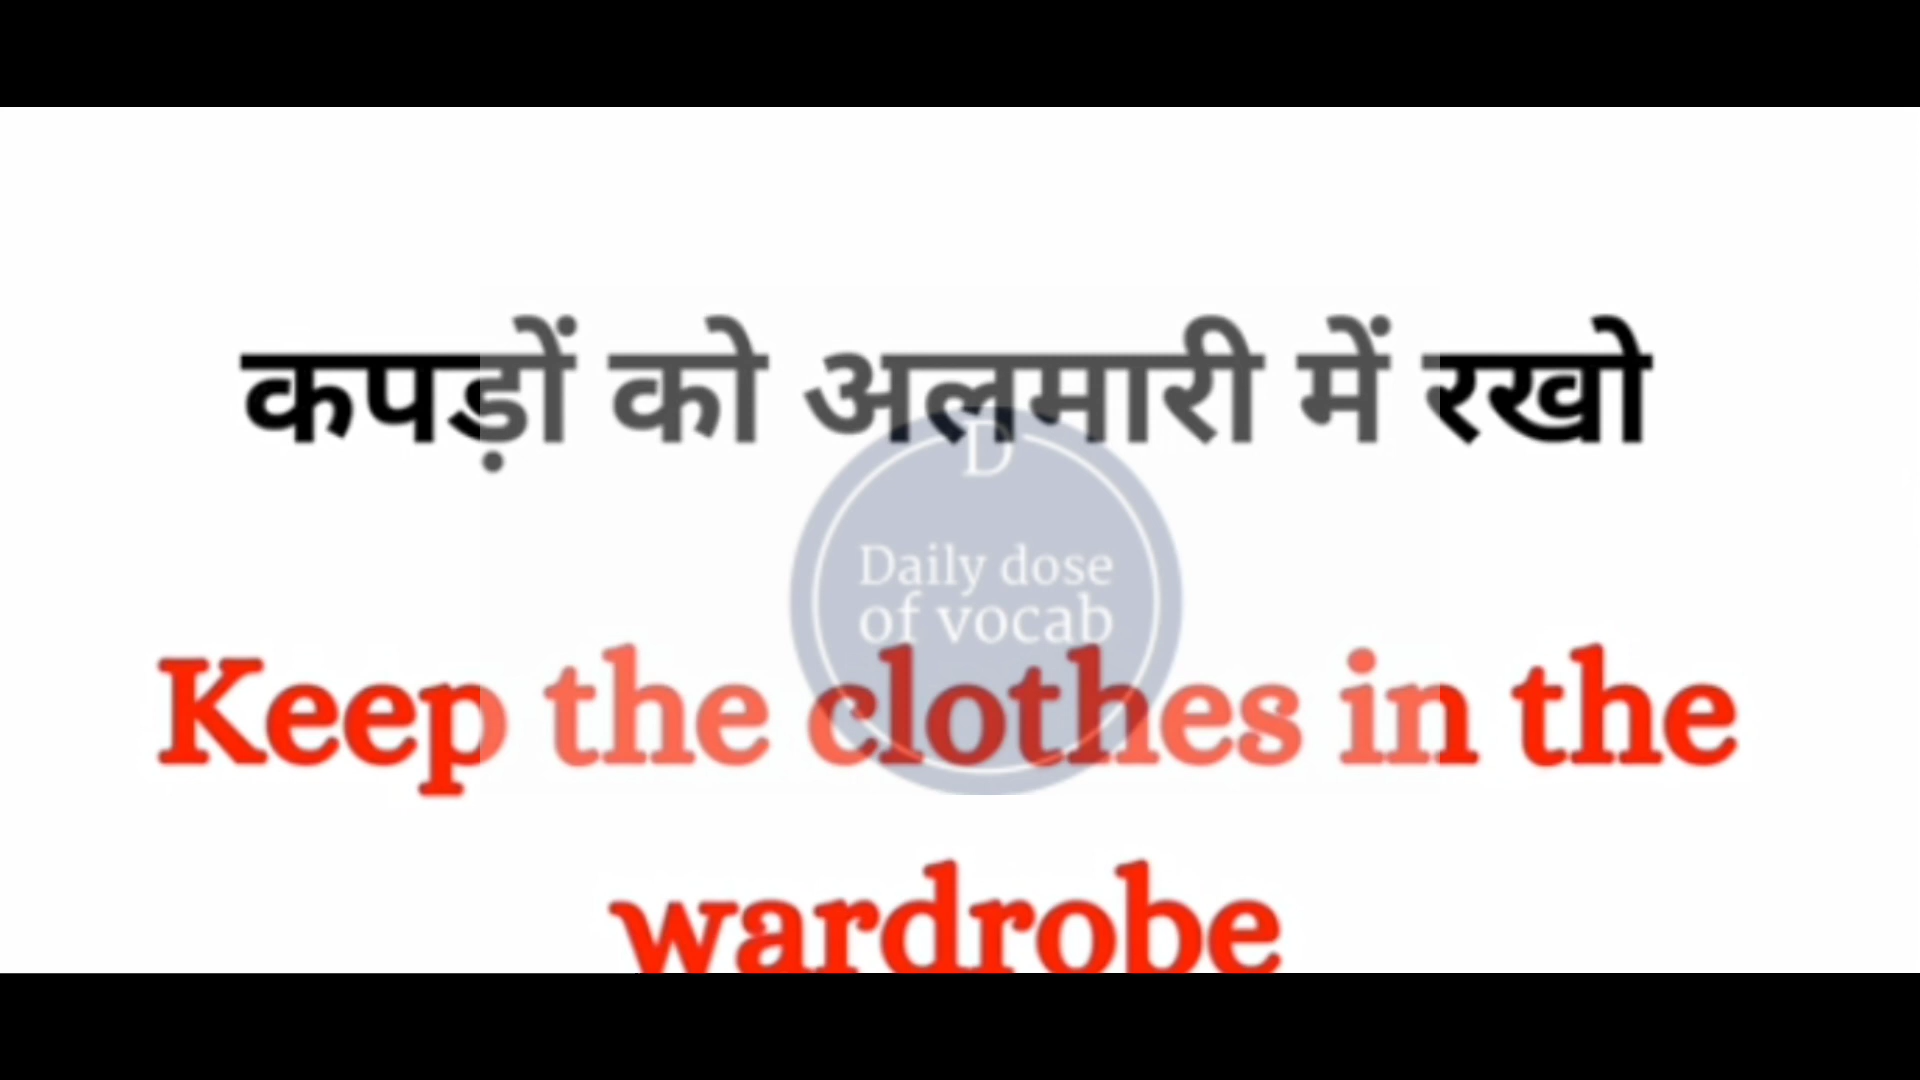 कपड़ों को अलमारी में रखो
D
Daily dose
of vocab
Keep the clothes in the
wardrobe